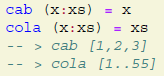 cab (x:xs) = x
cola (x:xs) = xs
-- > cab [1,2,3]
-- > cola [1..55]